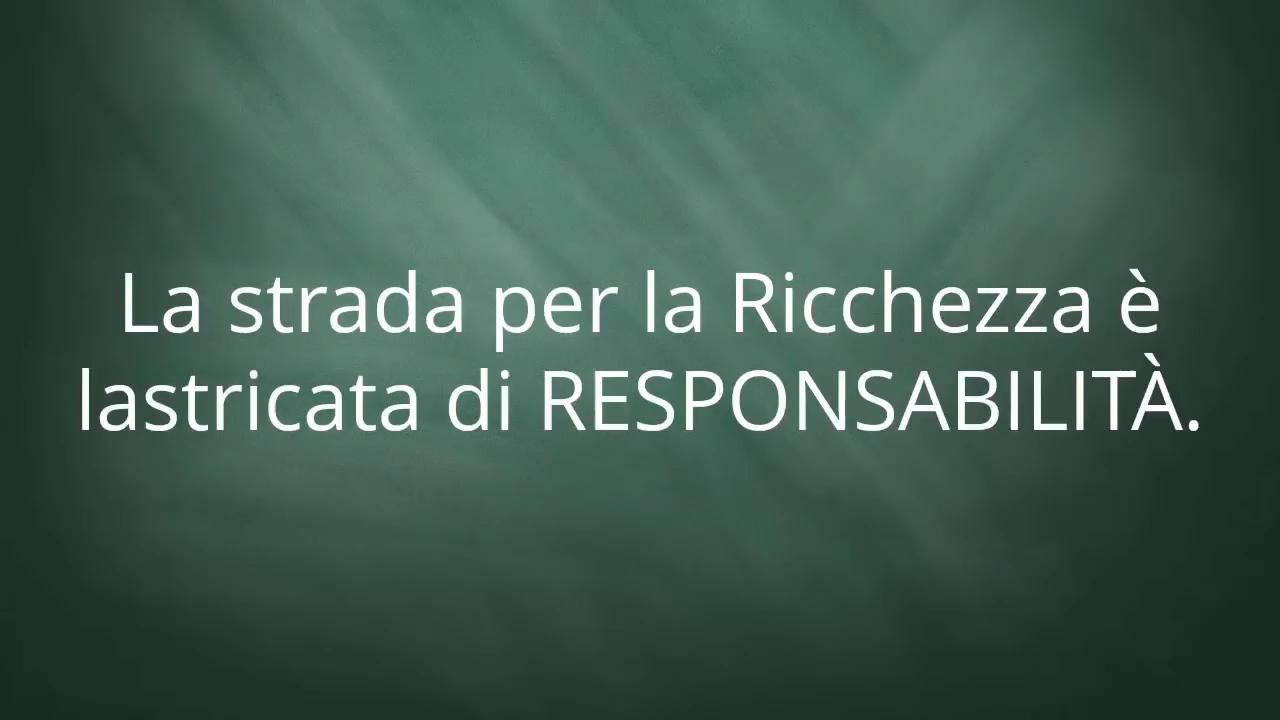 La strada per la Ricchezza è
lastricata di RESPONSABILITÀ.